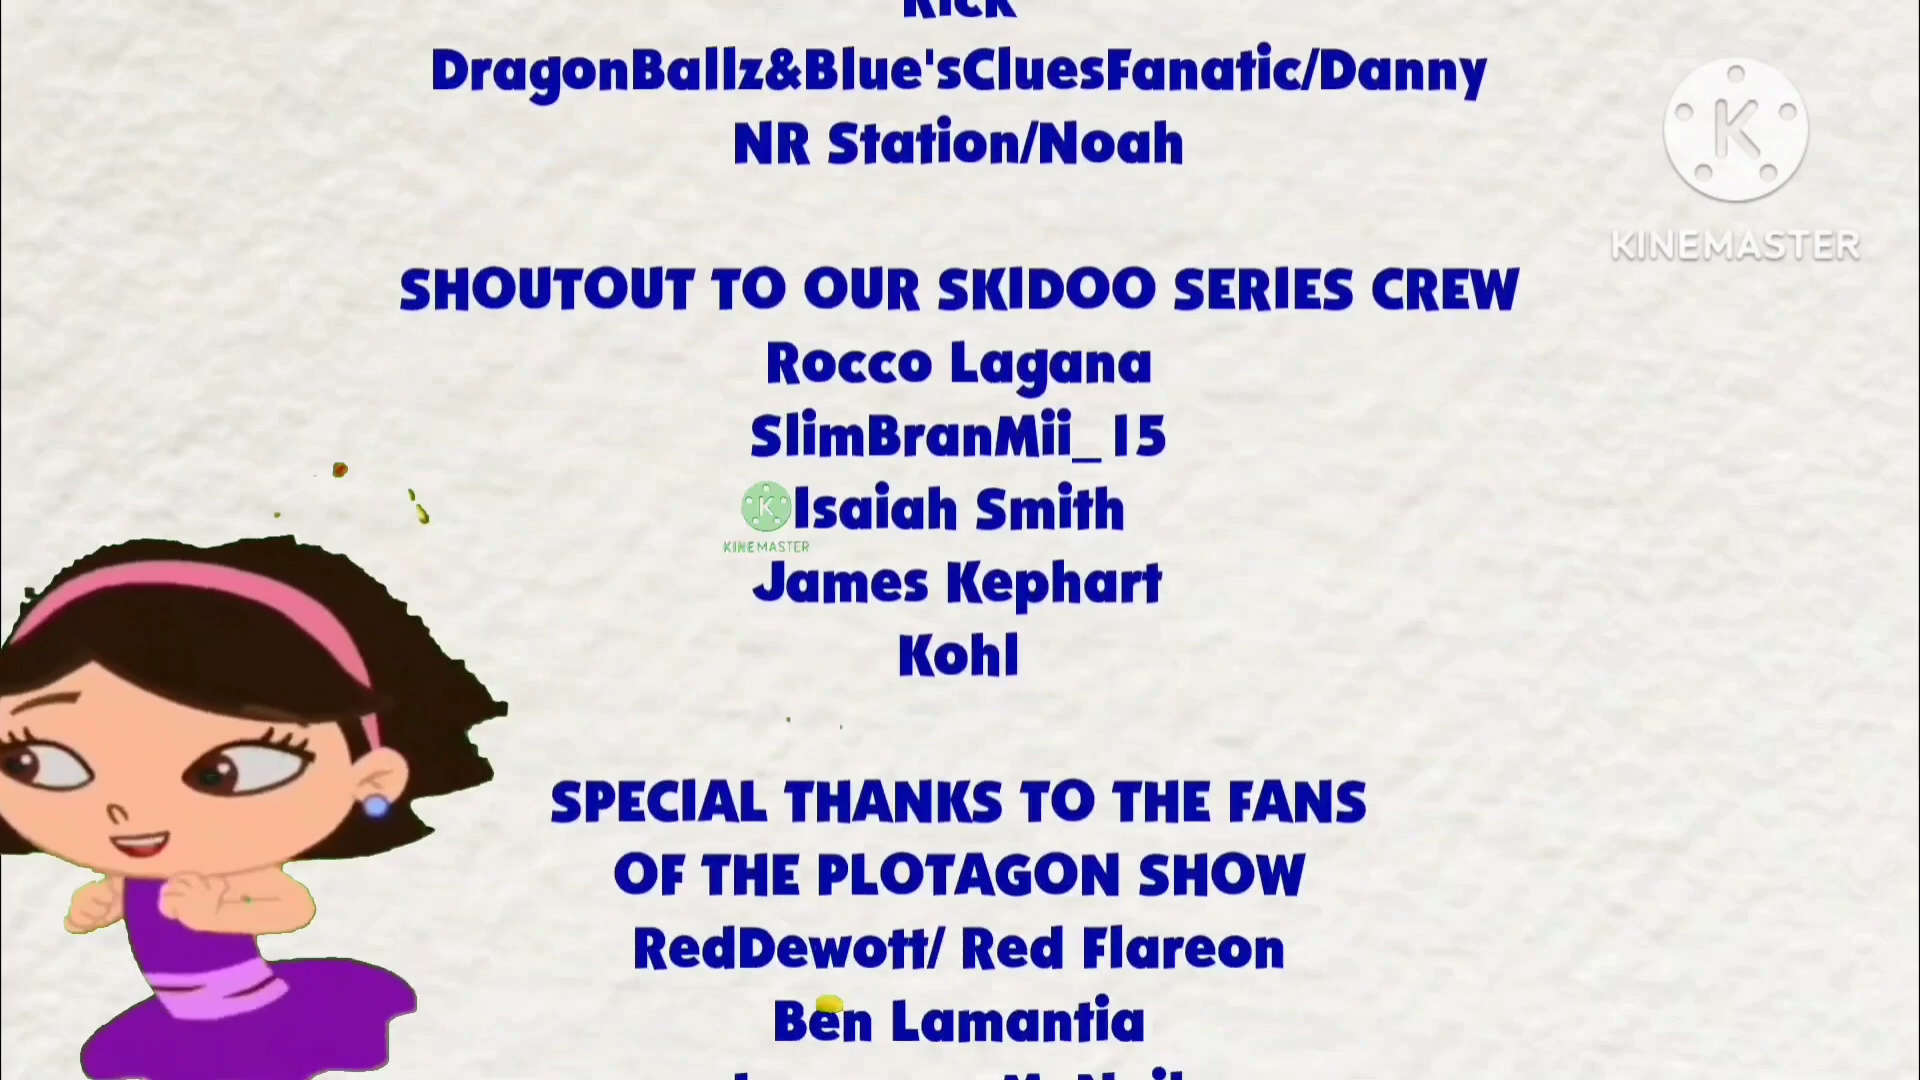 Rick
DragonBallz&Blue'sCluesFanatic/Danny
NR Station/Noah
K
KINEMASTER
SHOUTOUT TO OUR SKIDOO SERIES CREW
Rocco Lagana
SlimBranMii_15
K
Isaiah Smith
KINEMASTER
James Kephart
Kohl
SPECIAL THANKS TO THE FANS
OF THE PLOTAGON SHOW
RedDewott/ Red Flareon
Ben Lamantia